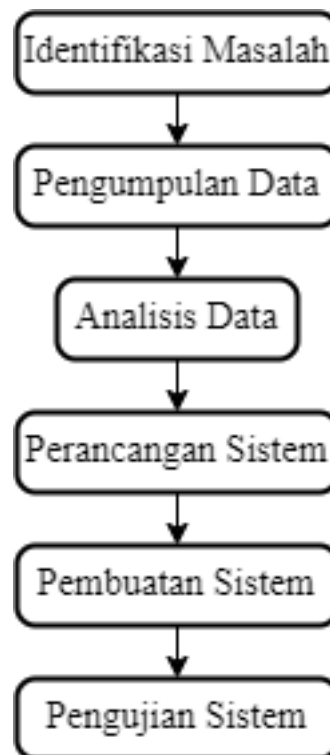 Identifikasi Masalah
Pengumpulan Data
Analisis Data
Perancangan Sistem
Pembuatan Sistem
Pengujian Sistem